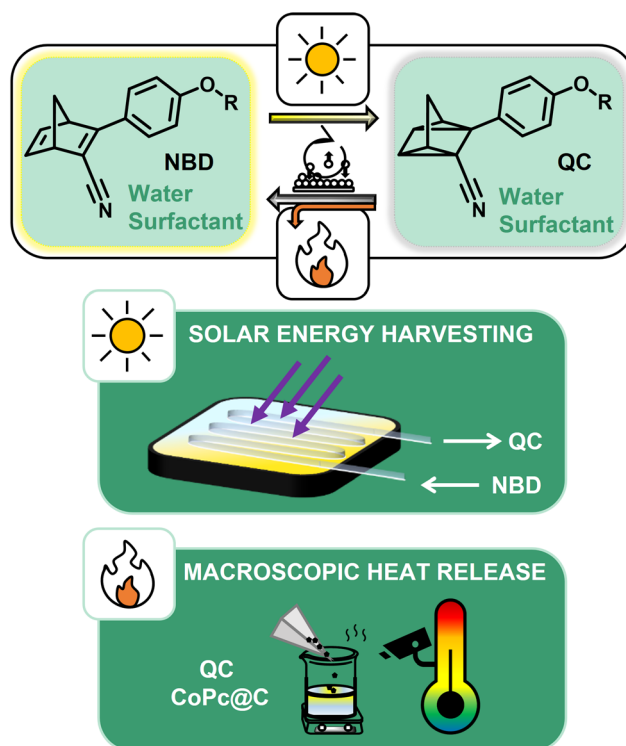 O
R
NBD
N
Water
Surfactant
O
R
QC
N
Water
Surfactant
SOLAR ENERGY HARVESTING
QC
NBD
MACROSCOPIC HEAT RELEASE
QC
CoPc@C